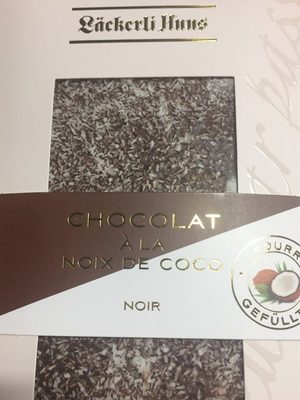 Läckerli Huus
CHOCOLAT
À LA
NOIX DE COCO
NOIR
GEFÜLLT